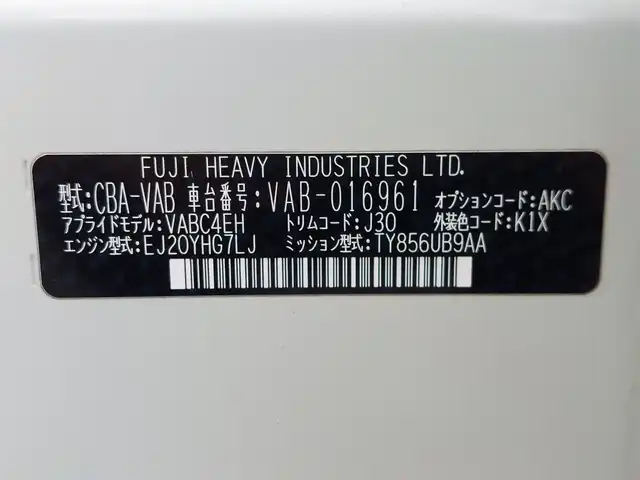 FUJI HEAVY INDUSTRIES LTD.
型式:CBA-VAB 車台番号:VAB-016961 オプションコード:AKC
アプライドモデル:VABC4EH トリムコード:J30 外装色コード:K1X
エンジン型式:EJ20YHG7LJ ミッション型式:TY856UB9AA